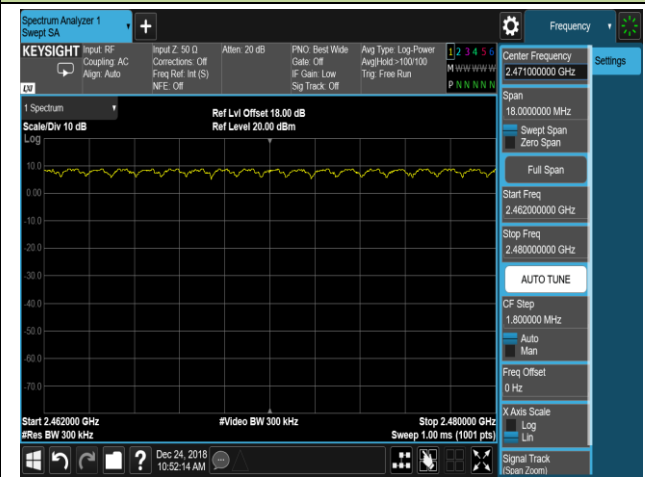 Spectrum Analyzer 1
Swept SA
+
Frequency
KEYSIGHT
LXI
Input: RF
Coupling: AC
Align: Auto
Input Z: 50 Ω
Corrections: Off
Freq Ref: Int (S)
NFE: Off
Atten: 20 dB
PNO: Best Wide
Gate: Off
IF Gain: Low
Sig Track: Off
Avg Type: Log-Power
Avg|Hold:>100/100
Trig: Free Run
1 2 3 4 5 6
M W W W W W
P N N N N N
1 Spectrum
Scale/Div 10 dB
Log
Ref Lvl Offset 18.00 dB
Ref Level 20.00 dBm
10.0
0.00
-10.0
-20.0
-30.0
-40.0
-50.0
-60.0
-70.0
Start 2.462000 GHz
#Res BW 300 kHz
#Video BW 300 kHz
Stop 2.480000 GHz
Sweep 1.00 ms (1001 pts)
?
Dec 24, 2018
10:52:14 AM
Center Frequency
2.471000000 GHz
Settings
Span
18.0000000 MHz
Swept Span
Zero Span
Full Span
Start Freq
2.462000000 GHz
Stop Freq
2.480000000 GHz
AUTO TUNE
CF Step
1.800000 MHz
Auto
Man
Freq Offset
0 Hz
X Axis Scale
Log
Lin
Signal Track
(Span Zoom)